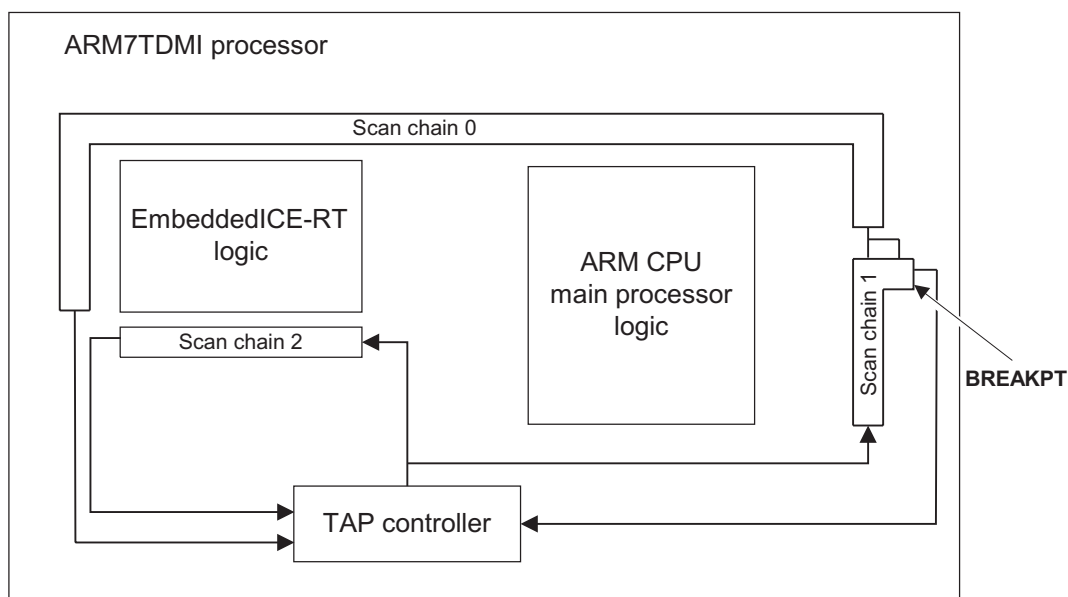 ARM7TDMI processor
Scan chain 0
EmbeddedICE-RT
logic
ARM CPU
main processor
logic
Scan chain 1
Scan chain 2
BREAKPT
TAP controller